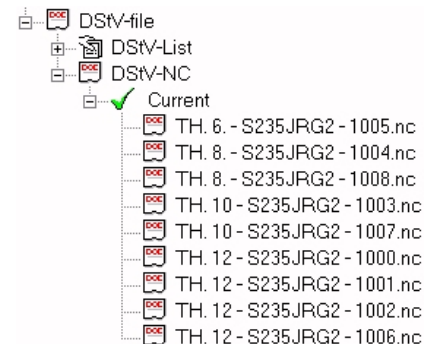 DStV-file
DStV-List
DStV-NC
Current
TH. 6. - S235JRG2 - 1005.nc
TH. 8. - S235JRG2 - 1004.nc
TH. 8. - S235JRG2 - 1008.nc
TH. 10 - S235JRG2 - 1003.nc
TH. 10 - S235JRG2 - 1007.nc
TH. 12 - S235JRG2 - 1000.nc
TH. 12 - S235JRG2 - 1001.nc
TH. 12 - S235JRG2 - 1002.nc
TH. 12 - S235JRG2 - 1006.nc